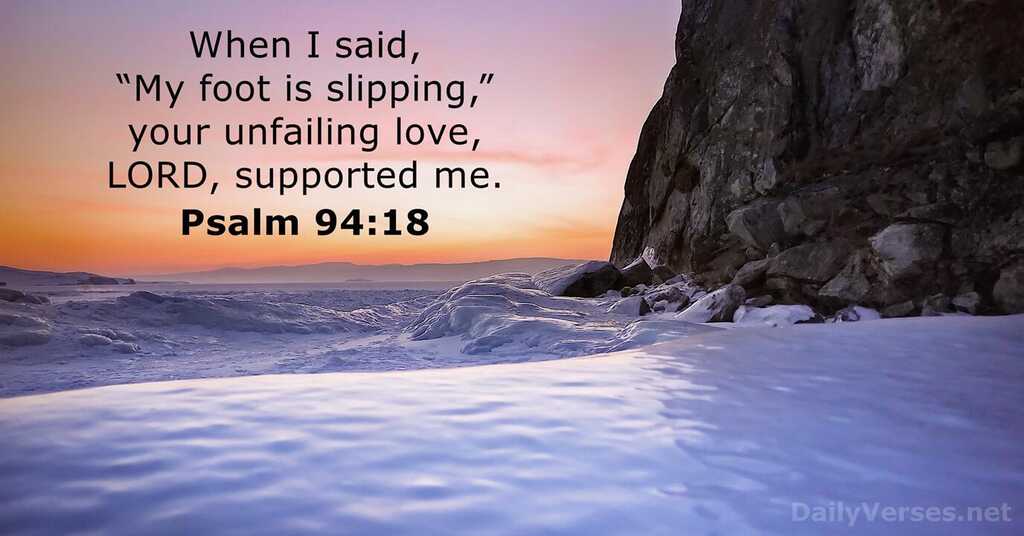 When I said,
“My foot is slipping,”
your unfailing love,
LORD, supported me.
Psalm 94:18
DailyVerses.net